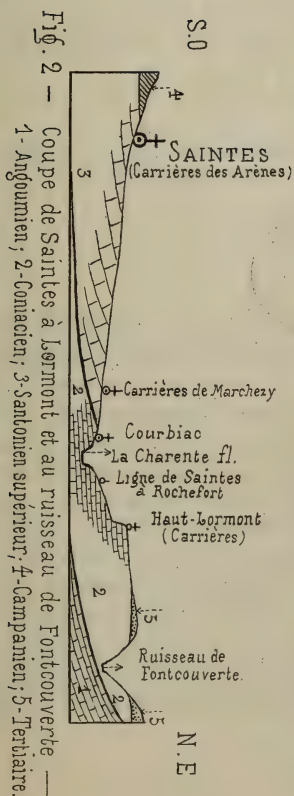 S.O
N.E
4
SAINTES
(Carrières des Arènes)
3
Carrières de Marchezy
2
Courbiac
La Charente fl.
Ligne de Saintes
à Rochefort
Haut-Lormont
(Carrières)
2
5
Ruisseau de
Fontcouverte.
1
2
5
Fig. 2 — Coupe de Saintes à Lormont et au ruisseau de Fontcouverte —
1-Angoumien; 2-Coniacien; 3-Santonien supérieur; 4-Campanien; 5-Tertiaire.